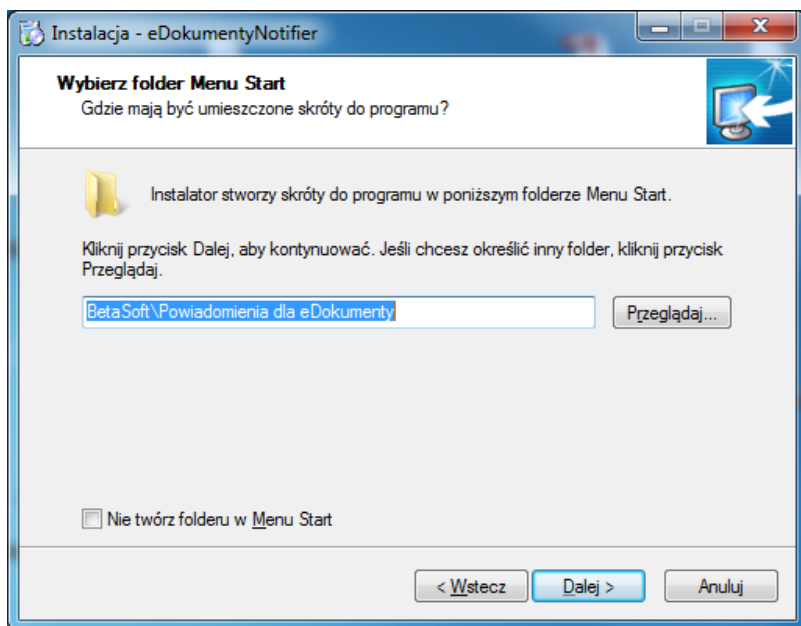 Instalacja - eDokumentyNotifier
Wybierz folder Menu Start
Gdzie mają być umieszczone skróty do programu?
Instalator stworzy skróty do programu w poniższym folderze Menu Start.
Kliknij przycisk Dalej, aby kontynuować. Jeśli chcesz określić inny folder, kliknij przycisk
Przeglądaj.
BetaSoft\Powiadomienia dla eDokumenty
Przeglądaj...
Nie twórz folderu w Menu Start
< Wstecz
Dalej >
Anuluj